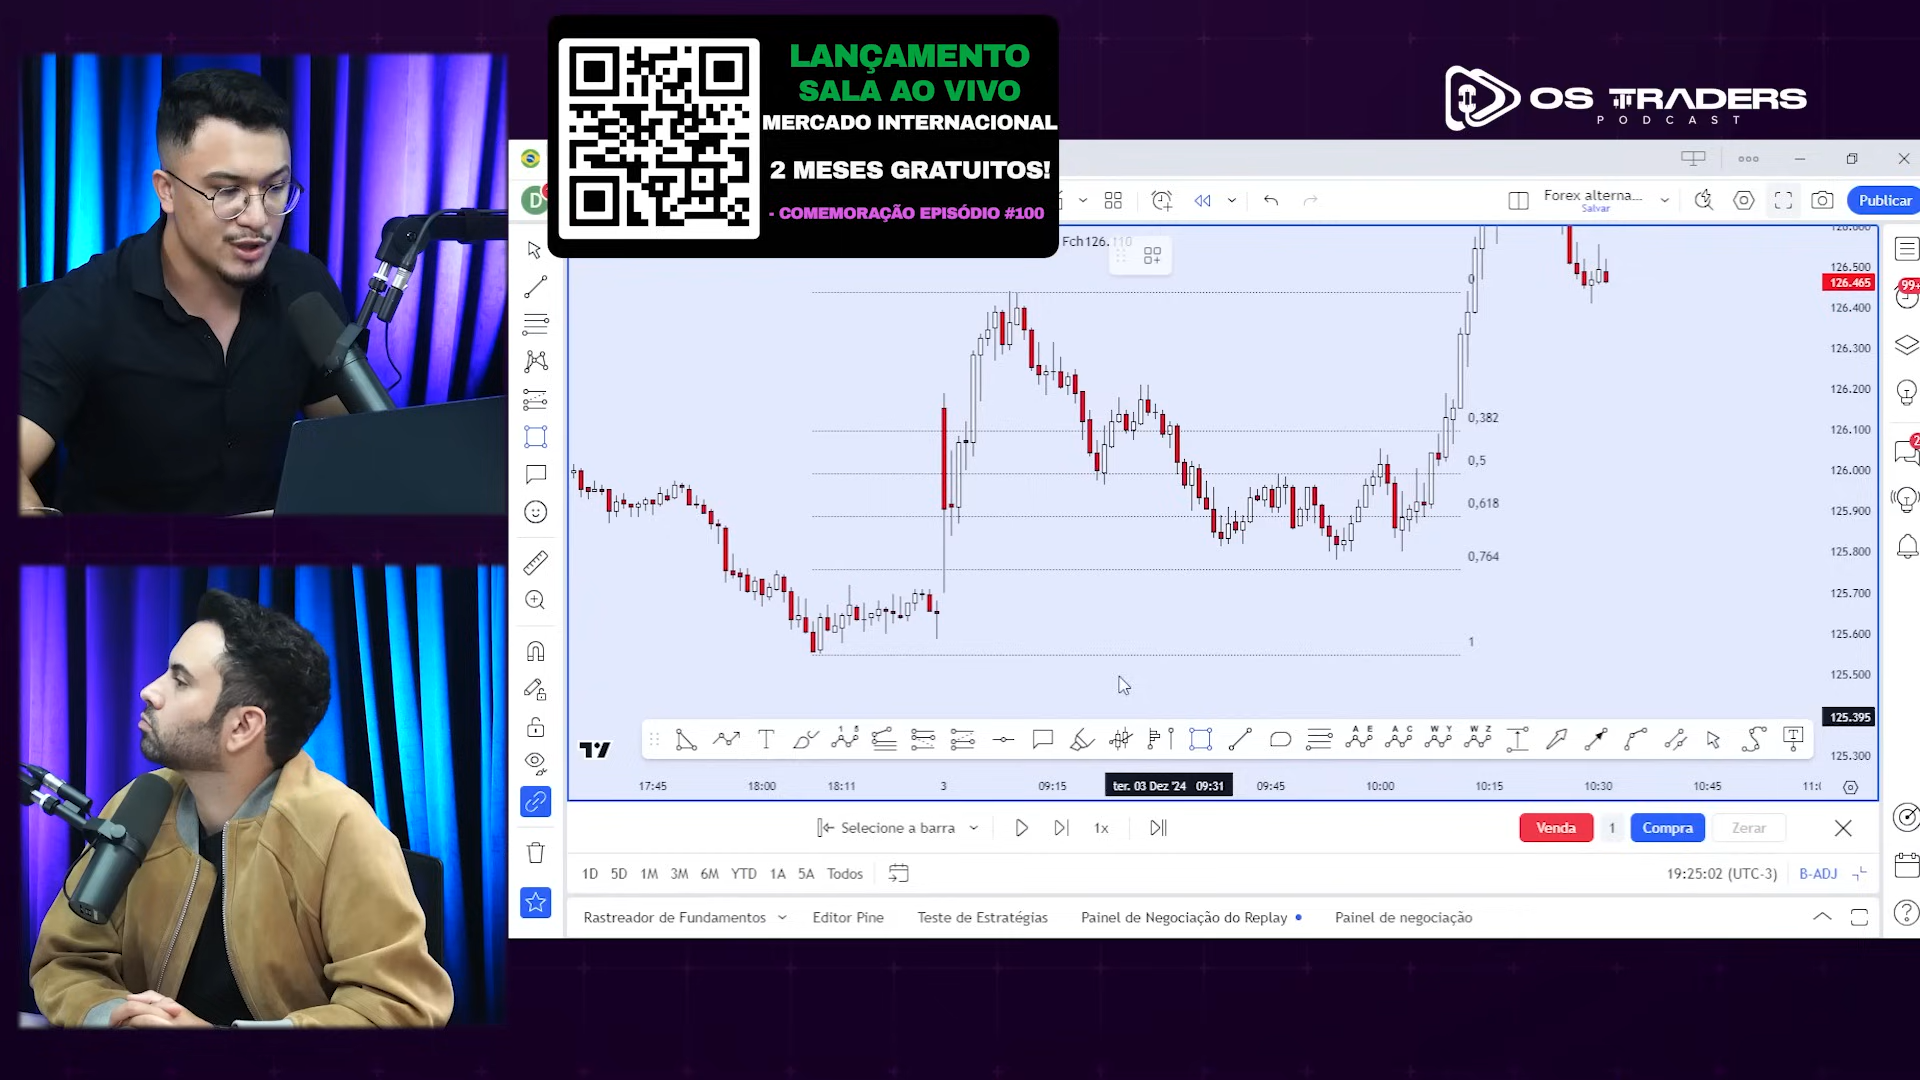 LANÇAMENTO
SALA AO VIVO
MERCADO INTERNACIONAL
2 MESES GRATUITOS!
- COMEMORAÇÃO EPISÓDIO #100
OS TRADERS
PODCAST
D
Forex alterna...
Salvar
Publicar
Fch126.110
126.500
126.465
126.400
126.300
126.200
126.100
126.000
125.900
125.800
125.700
125.600
125.500
125.395
125.300
0
0,382
0,5
0,618
0,764
1
99+
2
17:45
18:00
18:11
3
09:15
ter. 03 Dez '24 09:31
09:45
10:00
10:15
10:30
10:45
Selecione a barra
1x
Venda
1
Compra
Zerar
1D 5D 1M 3M 6M YTD 1A 5A Todos
19:25:02 (UTC-3)
B-ADJ
Rastreador de Fundamentos
Editor Pine
Teste de Estratégias
Painel de Negociação do Replay
Painel de negociação